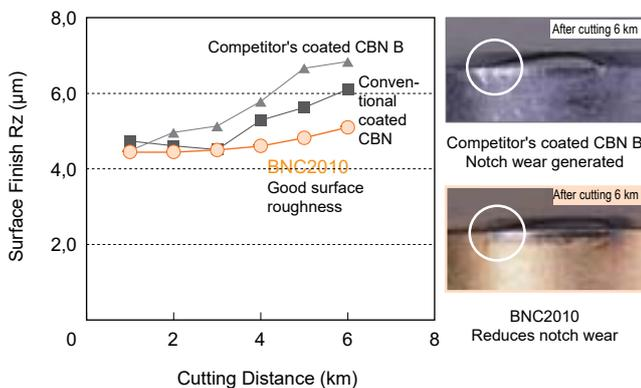 Surface Finish Rz (μm)
8,0
6,0
4,0
2,0
0
2
4
6
8
Cutting Distance (km)
Competitor's coated CBN B
Conven-
tional
coated
CBN
BNC2010
Good surface
roughness
After cutting 6 km
Competitor's coated CBN B
Notch wear generated
After cutting 6 km
BNC2010
Reduces notch wear